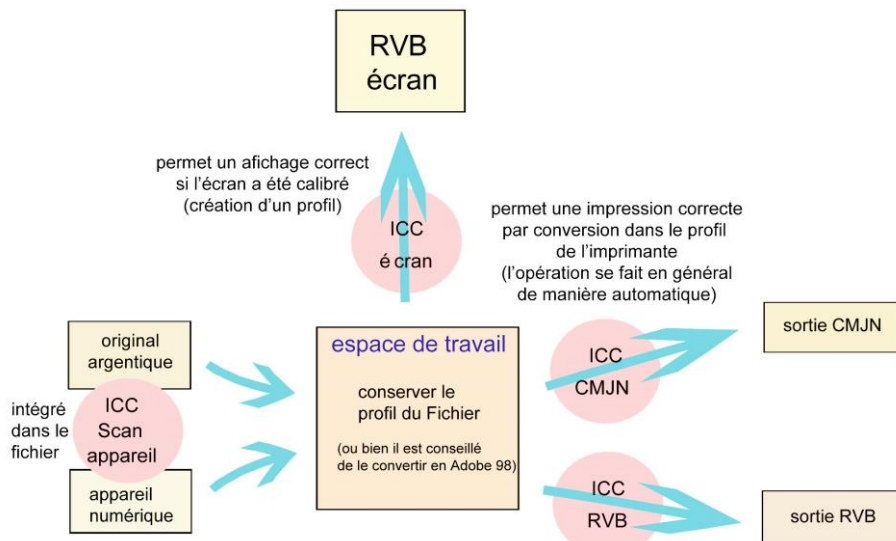 RVB
écran
permet un afichage correct
si l'écran a été calibré
(création d'un profil)
ICC
é cran
permet une impression correcte
par conversion dans le profil
de l'imprimante
(l'opération se fait en général
de manière automatique)
original
argentique
intégré
dans le
fichier
ICC
Scan
appareil
appareil
numérique
espace de travail
conserver le
profil du Fichier
(ou bien il est conseillé
de le convertir en Adobe 98)
ICC
CMJN
sortie CMJN
ICC
RVB
sortie RVB